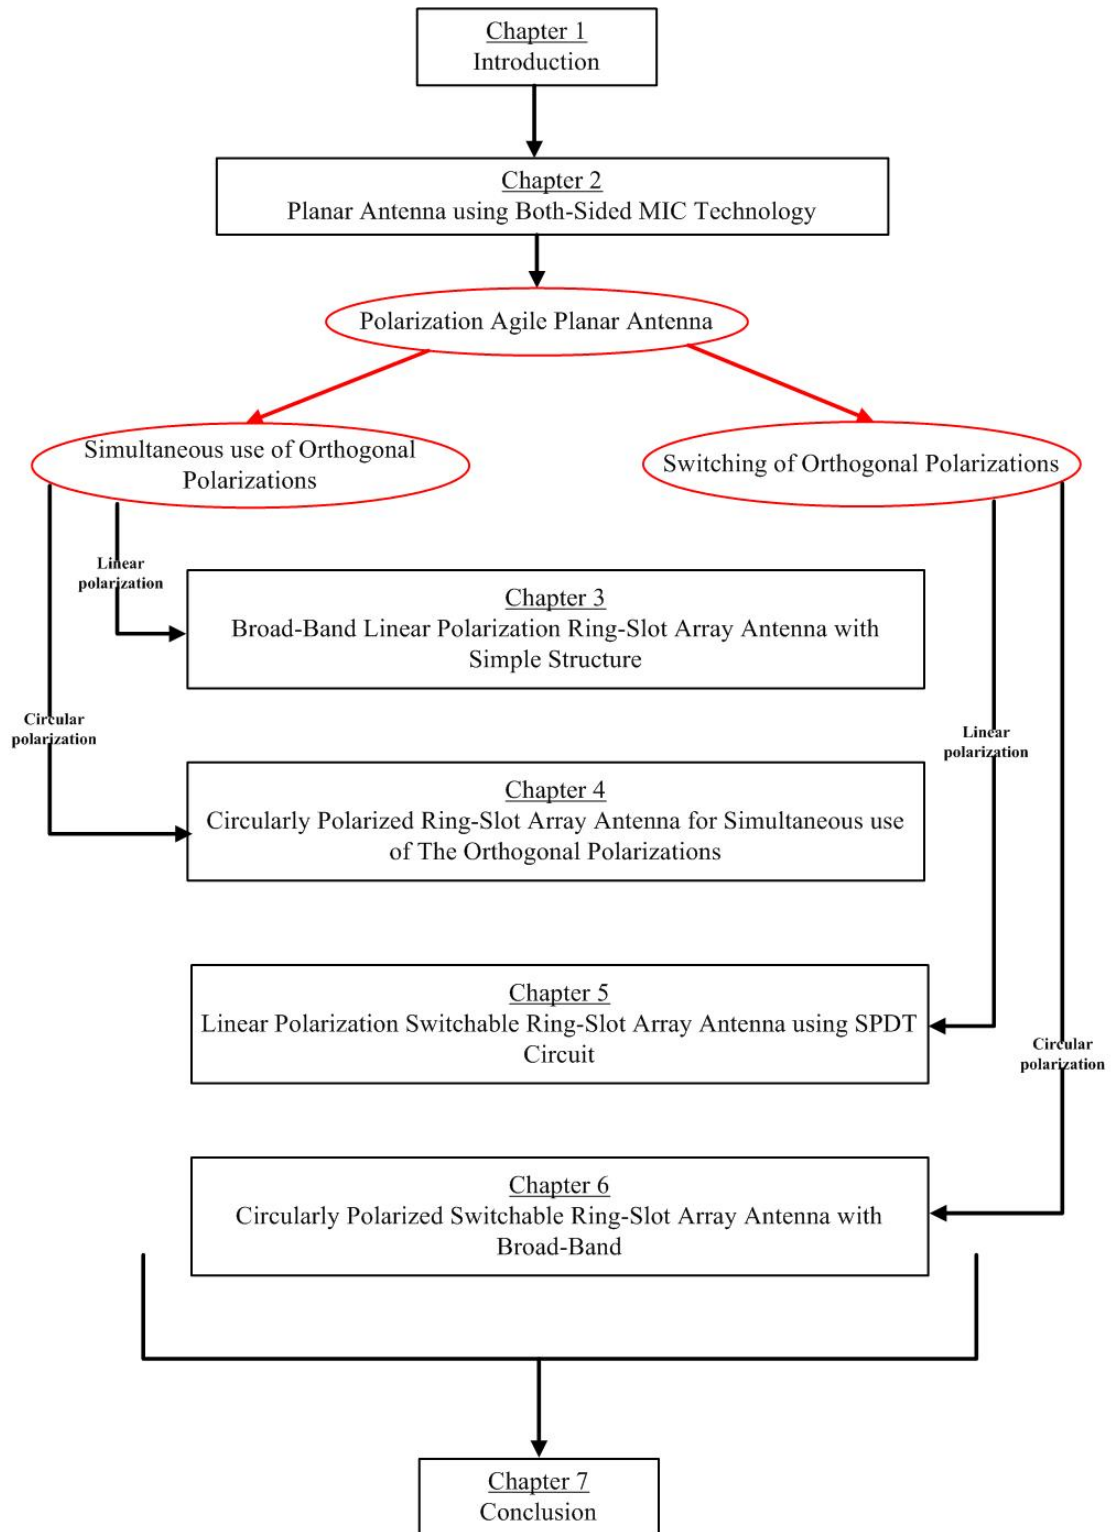 Chapter 1
Introduction
Chapter 2
Planar Antenna using Both-Sided MIC Technology
Polarization Agile Planar Antenna
Simultaneous use of Orthogonal
Polarizations
Switching of Orthogonal Polarizations
Linear
polarization
Chapter 3
Broad-Band Linear Polarization Ring-Slot Array Antenna with
Simple Structure
Circular
polarization
Linear
polarization
Chapter 4
Circularly Polarized Ring-Slot Array Antenna for Simultaneous use
of The Orthogonal Polarizations
Chapter 5
Linear Polarization Switchable Ring-Slot Array Antenna using SPDT
Circuit
Circular
polarization
Chapter 6
Circularly Polarized Switchable Ring-Slot Array Antenna with
Broad-Band
Chapter 7
Conclusion